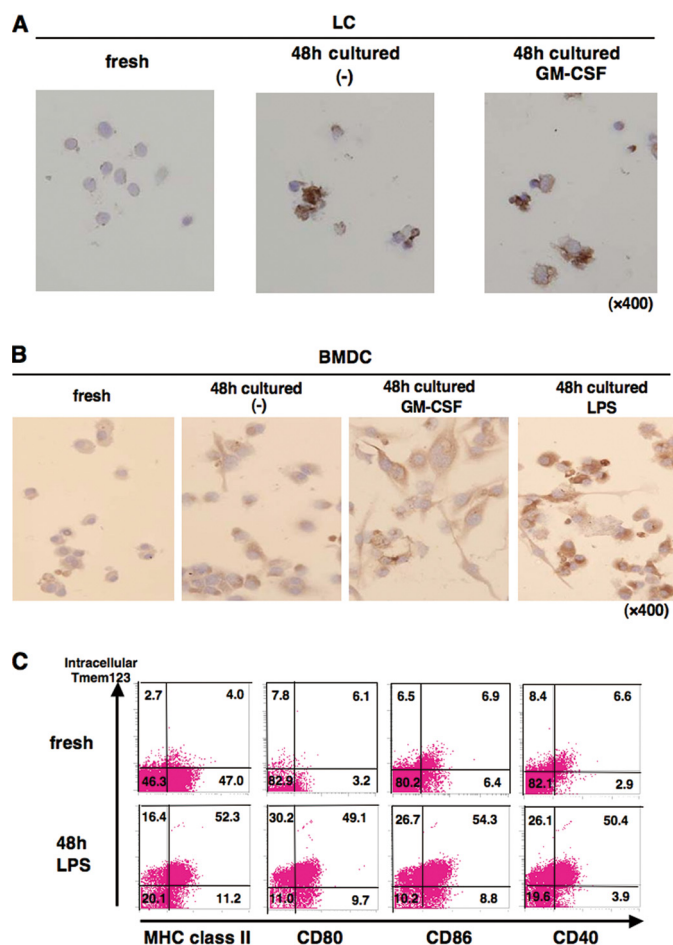 A
LC
fresh
48h cultured
(-)
48h cultured
GM-CSF
(×400)
B
BMDC
fresh
48h cultured
(-)
48h cultured
GM-CSF
48h cultured
LPS
(×400)
C
Intracellular
Tmem123
fresh
2.7 4.0 7.8 6.1 6.5 6.9 8.4 6.6
46.3 47.0 82.9 3.2 80.2 6.4 82.1 2.9
48h
LPS
16.4 52.3 30.2 49.1 26.7 54.3 26.1 50.4
20.1 11.2 11.0 9.7 10.2 8.8 19.6 3.9
MHC class II CD80 CD86 CD40